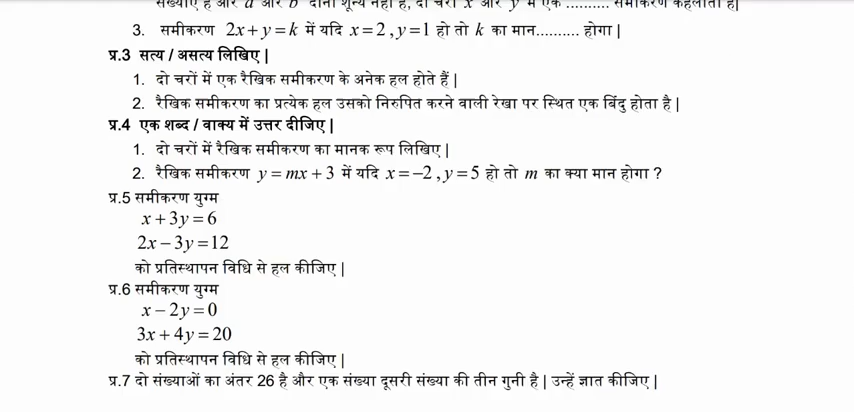 संख्याएँ हैं और a और b दोनों शून्य नहीं है, दो चरों x और y में एक .......... समीकरण कहलाता है|
3. समीकरण 2x + y = k में यदि x = 2 , y = 1 हो तो k का मान.......... होगा |
प्र.3 सत्य / असत्य लिखिए |
1. दो चरों में एक रैखिक समीकरण के अनेक हल होते हैं |
2. रैखिक समीकरण का प्रत्येक हल उसको निरुपित करने वाली रेखा पर स्थित एक बिंदु होता है |
प्र.4 एक शब्द / वाक्य में उत्तर दीजिए |
1. दो चरों में रैखिक समीकरण का मानक रूप लिखिए |
2. रैखिक समीकरण y = mx + 3 में यदि x = −2 , y = 5 हो तो m का क्या मान होगा ?
प्र.5 समीकरण युग्म
x + 3y = 6
2x − 3y = 12
को प्रतिस्थापन विधि से हल कीजिए |
प्र.6 समीकरण युग्म
x − 2y = 0
3x + 4y = 20
को प्रतिस्थापन विधि से हल कीजिए |
प्र.7 दो संख्याओं का अंतर 26 है और एक संख्या दूसरी संख्या की तीन गुनी है | उन्हें ज्ञात कीजिए |